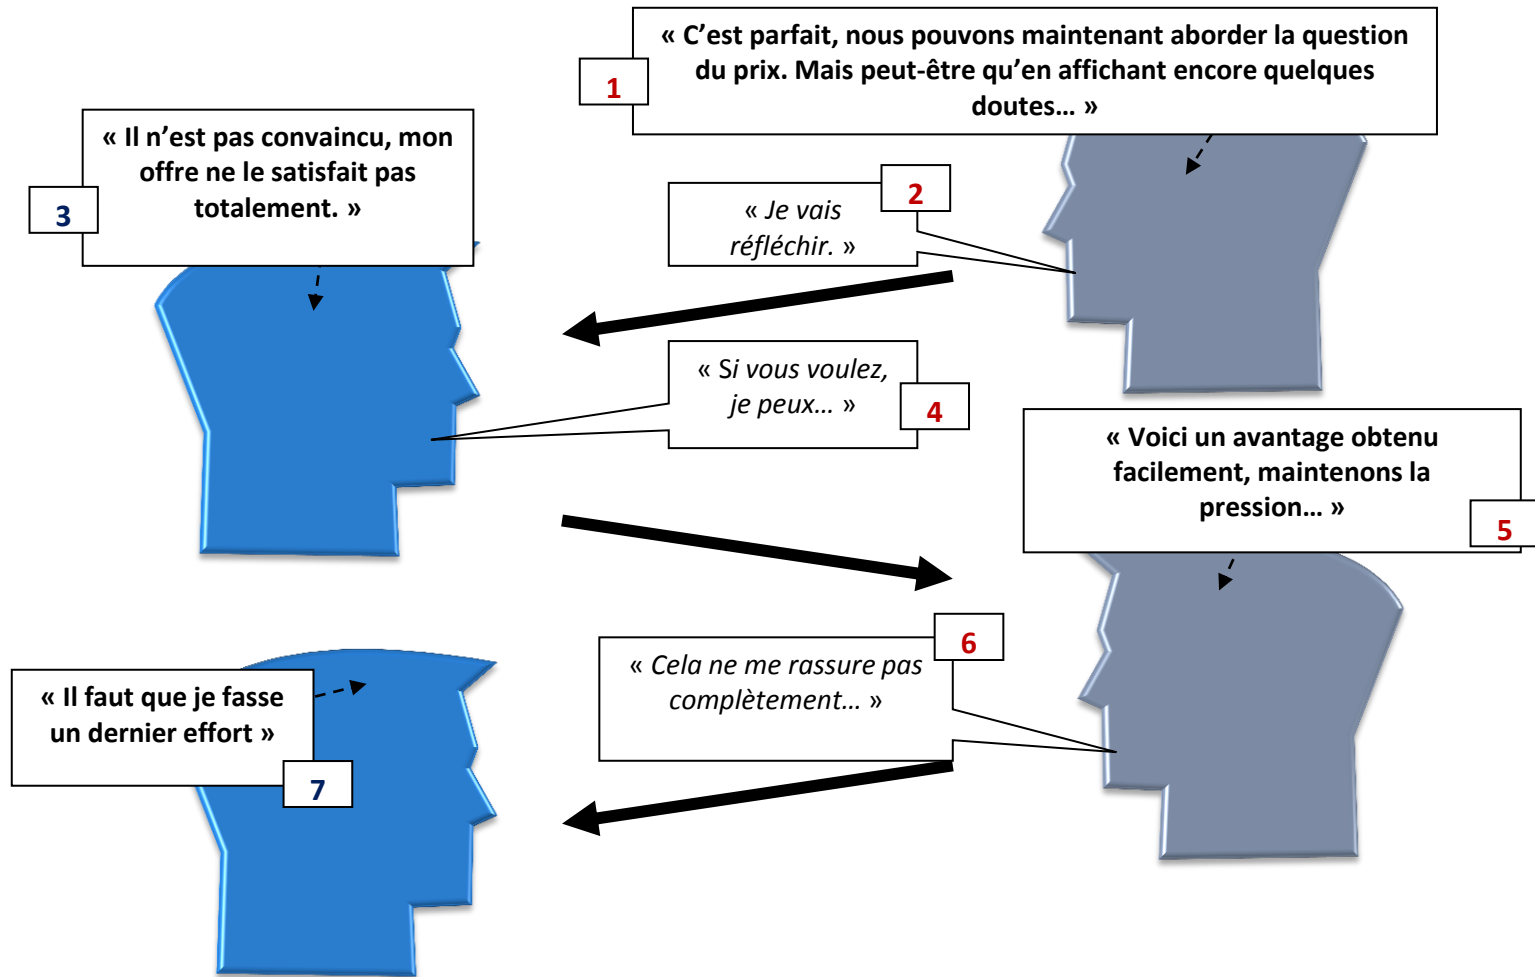 1
« C’est parfait, nous pouvons maintenant aborder la question
du prix. Mais peut-être qu’en affichant encore quelques
doutes… »
2
« Je vais
réfléchir. »
3
« Il n’est pas convaincu, mon
offre ne le satisfait pas
totalement. »
4
« Si vous voulez,
je peux… »
5
« Voici un avantage obtenu
facilement, maintenons la
pression… »
6
« Cela ne me rassure pas
complètement… »
7
« Il faut que je fasse
un dernier effort »